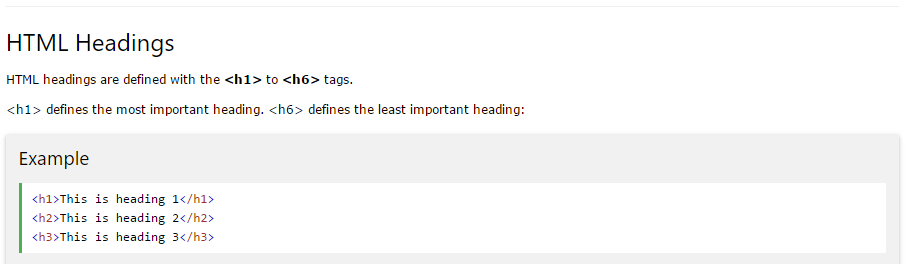 HTML Headings
HTML headings are defined with the <h1> to <h6> tags.
<h1> defines the most important heading. <h6> defines the least important heading:
Example
<h1>This is heading 1</h1>
<h2>This is heading 2</h2>
<h3>This is heading 3</h3>